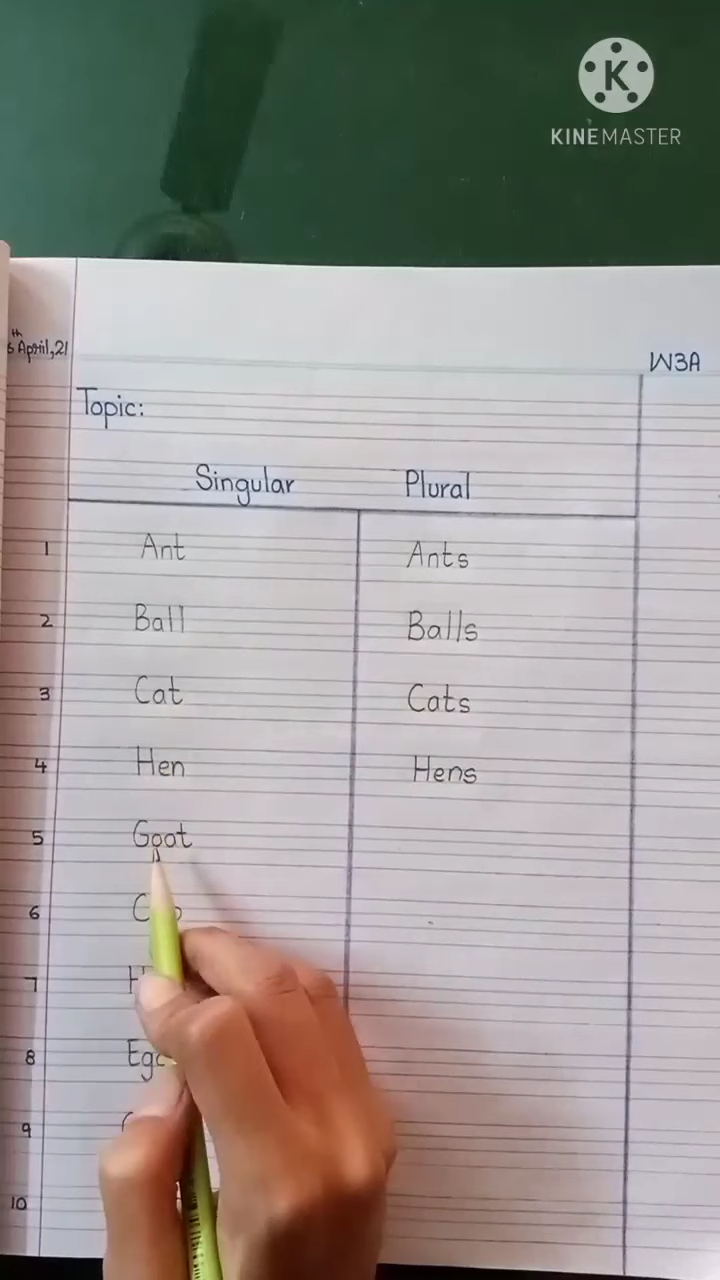 K
KINEMASTER
April,21
W3A
Topic:
Singular Plural
1 Ant Ants
2 Ball Balls
3 Cat Cats
4 Hen Hens
5 Goat
6
7
8
9
10